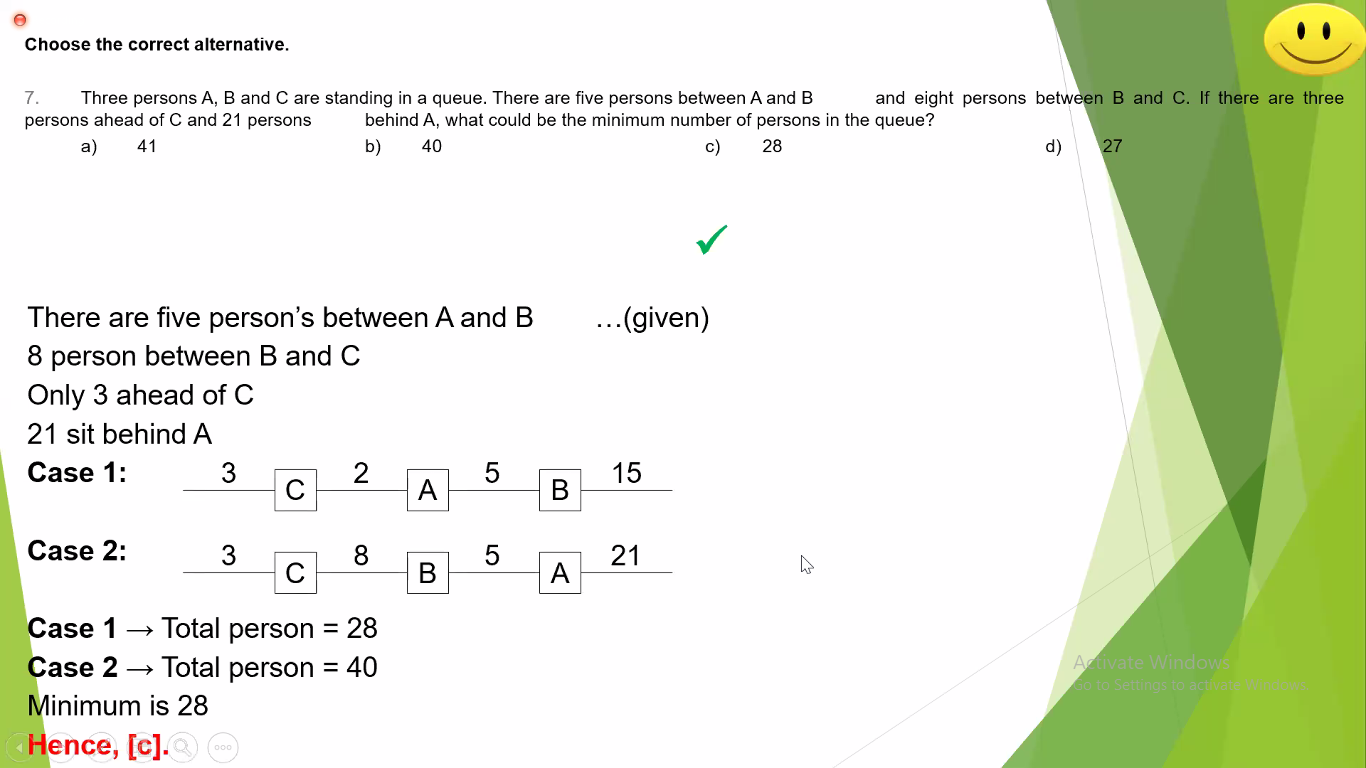 Choose the correct alternative.
7. Three persons A, B and C are standing in a queue. There are five persons between A and B and eight persons between B and C. If there are three
persons ahead of C and 21 persons behind A, what could be the minimum number of persons in the queue?
a) 41 b) 40 c) 28 d) 27
There are five person’s between A and B …(given)
8 person between B and C
Only 3 ahead of C
21 sit behind A
Case 1: 3 C 2 A 5 B 15
Case 2: 3 C 8 B 5 A 21
Case 1 → Total person = 28
Case 2 → Total person = 40
Minimum is 28
Hence, [c].
Activate Windows
Go to Settings to activate Windows.